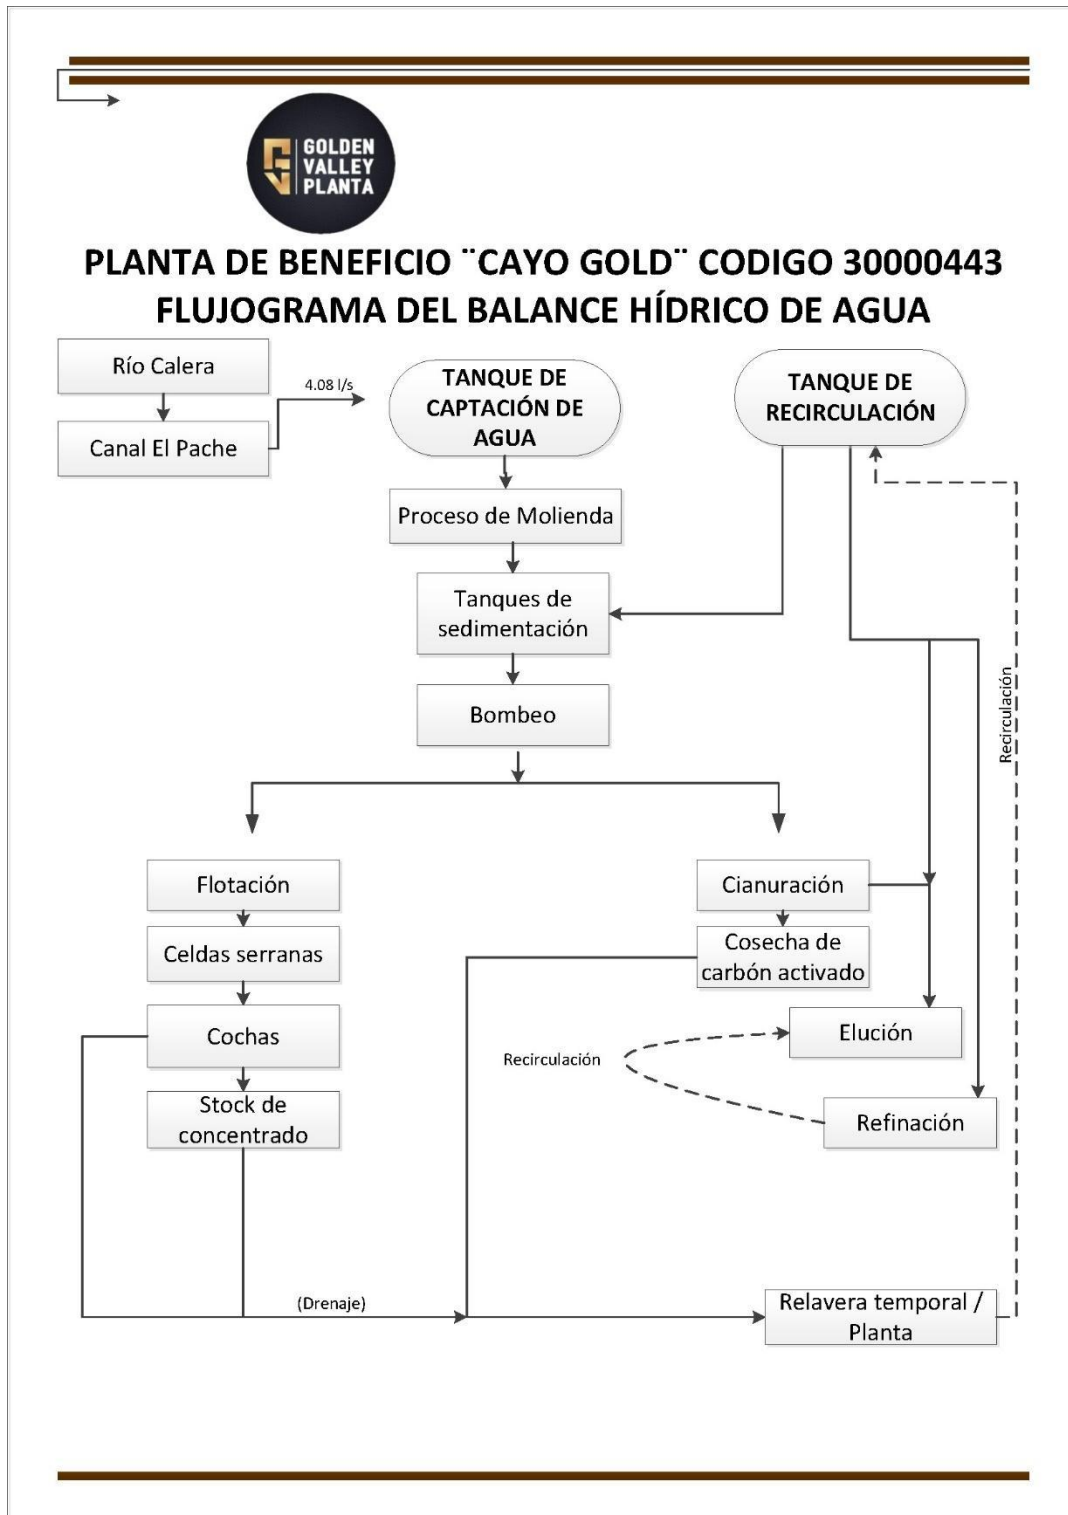 GOLDEN
VALLEY
PLANTA
PLANTA DE BENEFICIO ¨CAYO GOLD¨ CODIGO 30000443
FLUJOGRAMA DEL BALANCE HÍDRICO DE AGUA
Río Calera
Canal El Pache
4.08 l/s
TANQUE DE
CAPTACIÓN DE
AGUA
TANQUE DE
RECIRCULACIÓN
Proceso de Molienda
Tanques de
sedimentación
Bombeo
Recirculación
Flotación
Celdas serranas
Cochas
Stock de
concentrado
Cianuración
Cosecha de
carbón activado
Elución
Recirculación
Refinación
(Drenaje)
Relavera temporal /
Planta